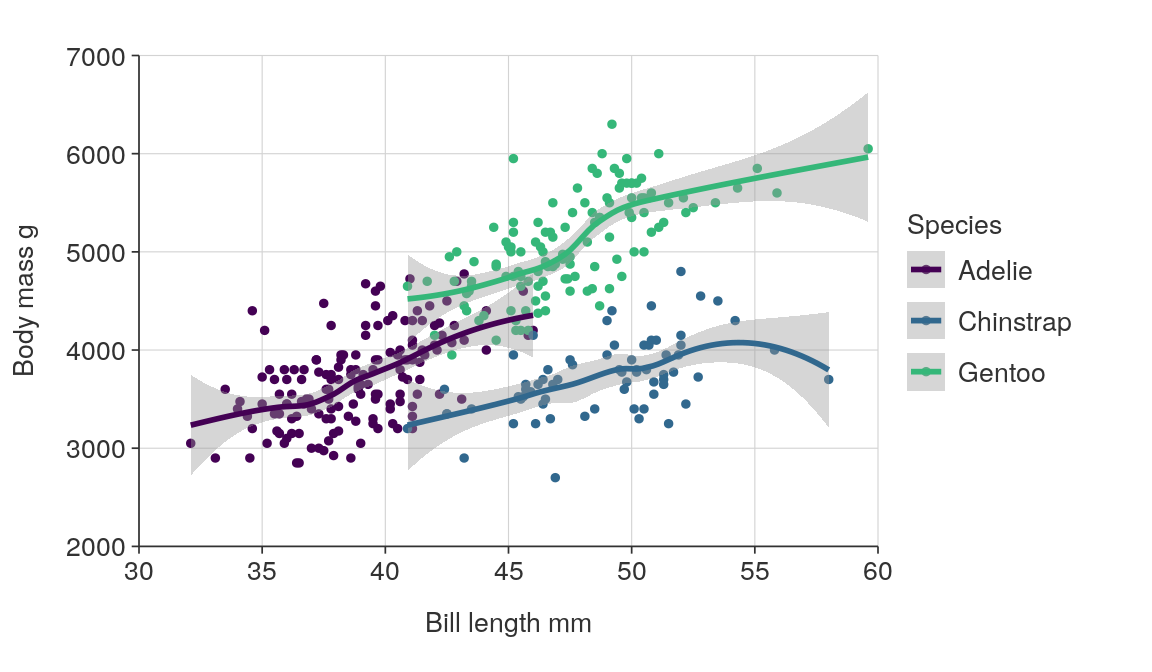 7000
6000
5000
4000
3000
2000
30 35 40 45 50 55 60
Bill length mm
Body mass g
Species
Adelie
Chinstrap
Gentoo